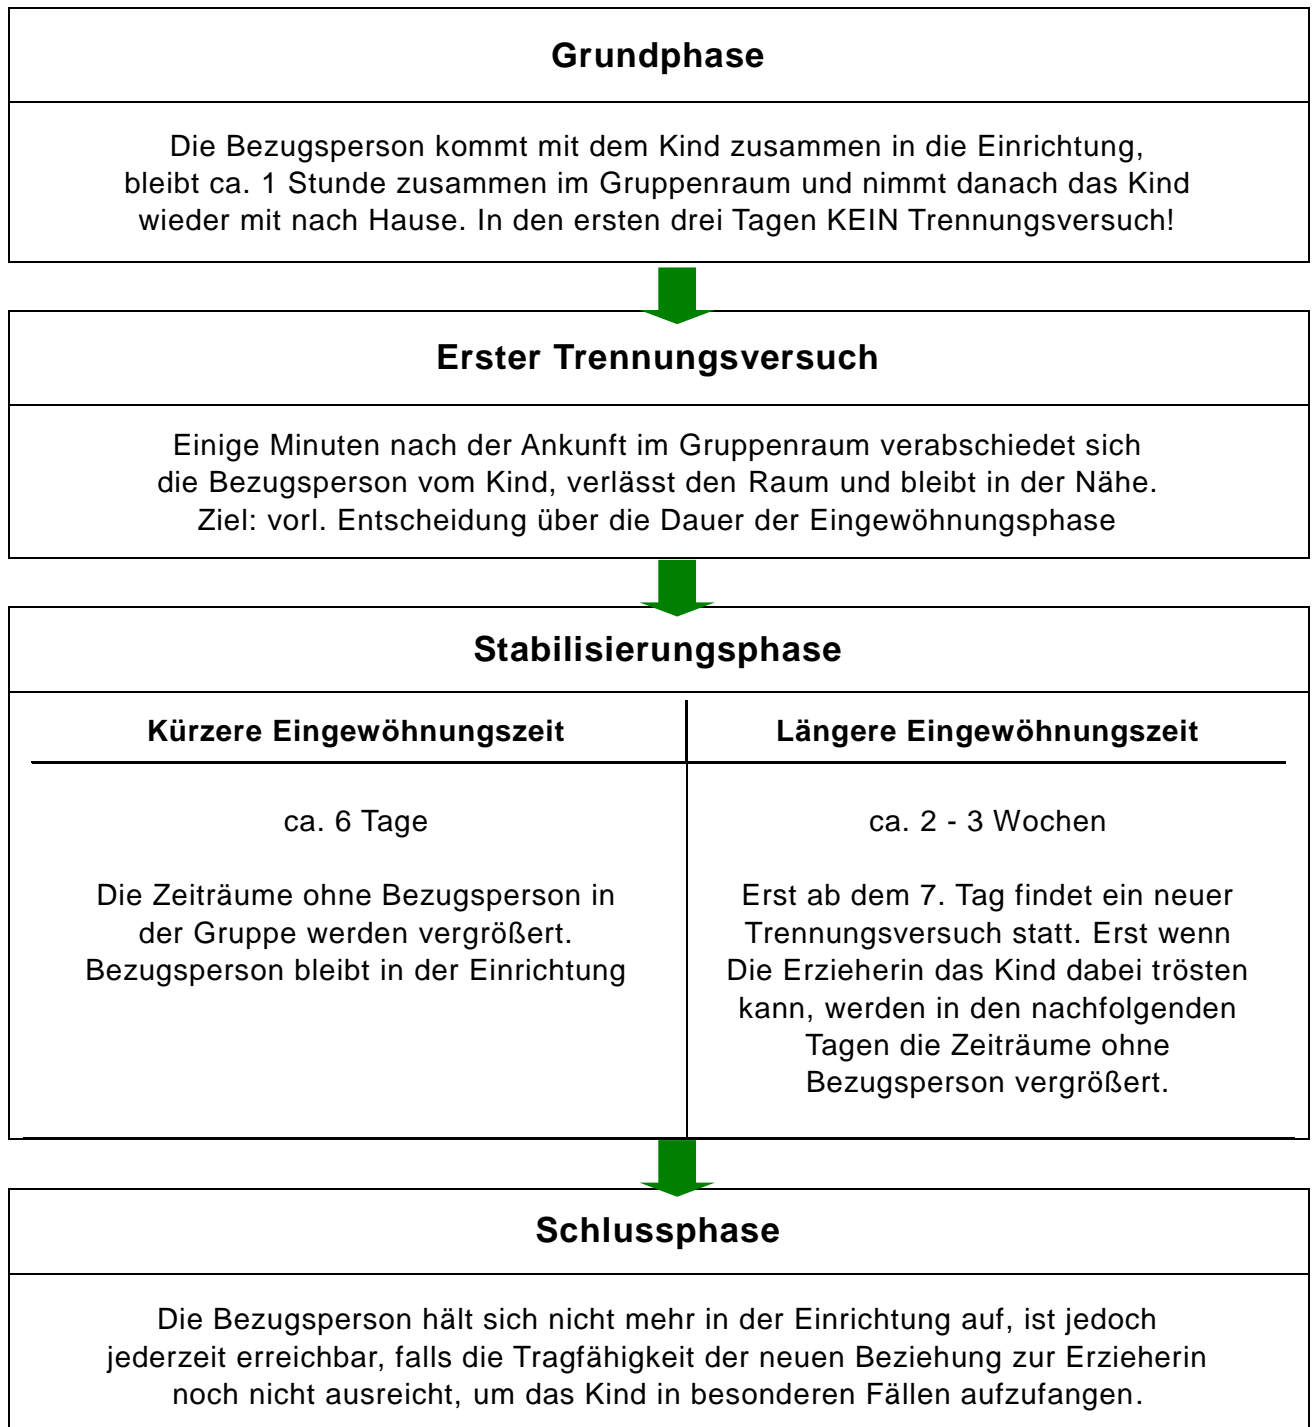 Grundphase
Die Bezugsperson kommt mit dem Kind zusammen in die Einrichtung,
bleibt ca. 1 Stunde zusammen im Gruppenraum und nimmt danach das Kind
wieder mit nach Hause. In den ersten drei Tagen KEIN Trennungsversuch!
Erster Trennungsversuch
Einige Minuten nach der Ankunft im Gruppenraum verabschiedet sich
die Bezugsperson vom Kind, verlässt den Raum und bleibt in der Nähe.
Ziel: vorl. Entscheidung über die Dauer der Eingewöhnungsphase
Stabilisierungsphase
Kürzere Eingewöhnungszeit
ca. 6 Tage
Die Zeiträume ohne Bezugsperson in
der Gruppe werden vergrößert.
Bezugsperson bleibt in der Einrichtung
Längere Eingewöhnungszeit
ca. 2 - 3 Wochen
Erst ab dem 7. Tag findet ein neuer
Trennungsversuch statt. Erst wenn
Die Erzieherin das Kind dabei trösten
kann, werden in den nachfolgenden
Tagen die Zeiträume ohne
Bezugsperson vergrößert.
Schlussphase
Die Bezugsperson hält sich nicht mehr in der Einrichtung auf, ist jedoch
jederzeit erreichbar, falls die Tragfähigkeit der neuen Beziehung zur Erzieherin
noch nicht ausreicht, um das Kind in besonderen Fällen aufzufangen.